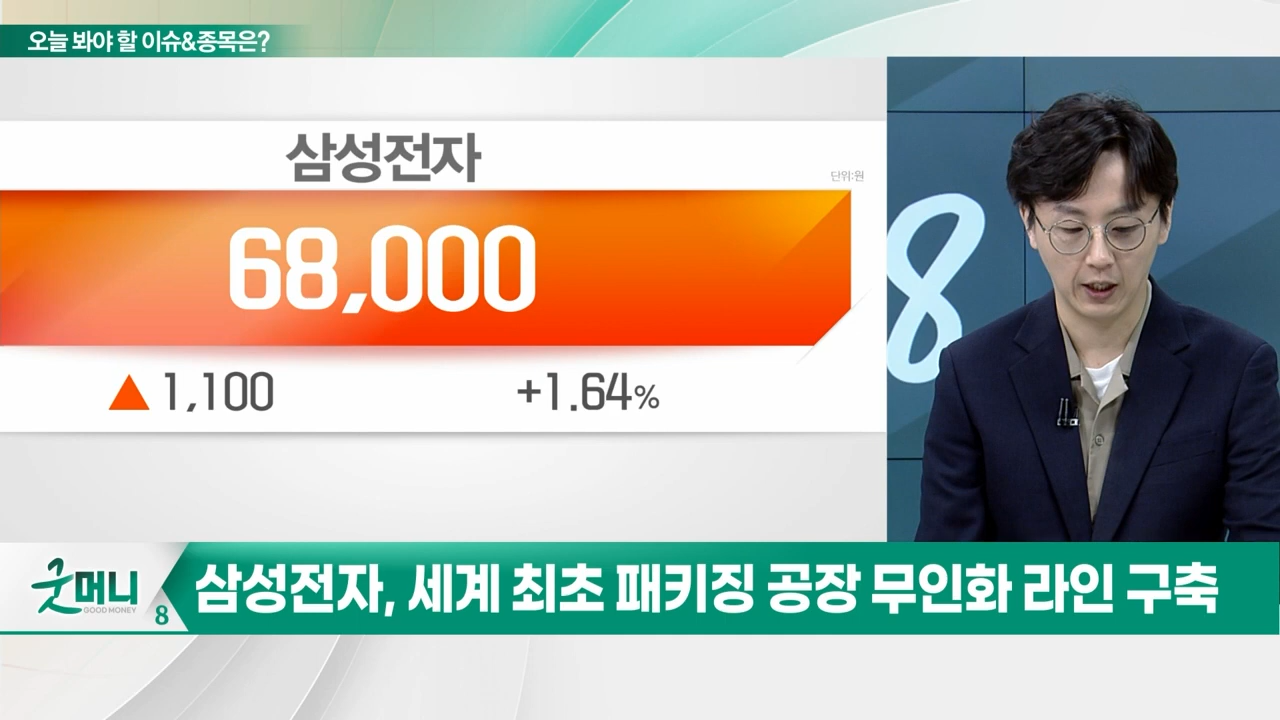 오늘 봐야 할 이슈&종목은?
삼성전자
단위:원
68,000
▲ 1,100 +1.64%
8
굿머니
GOOD MONEY
8
삼성전자, 세계 최초 패키징 공장 무인화 라인 구축